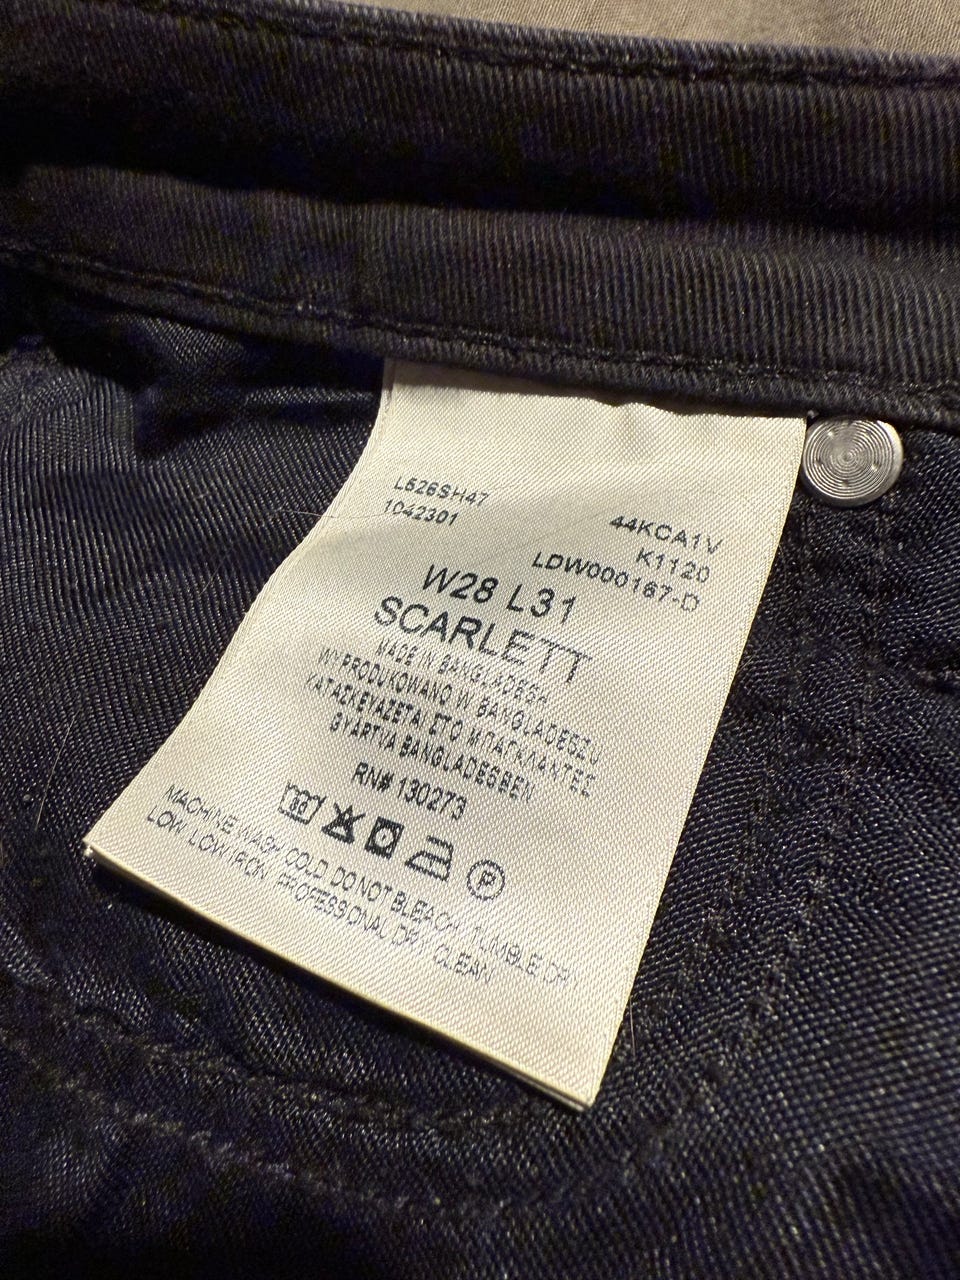 L526SH47
1042301
44KCA1V
K1120
LDW000167-D
W28 L31
SCARLETT
MADE IN BANGLADESH
WYPRODUKOWANO W BANGLADESZU
ΚΑΤΑΣΚΕΥΑΖΕΤΑΙ ΣΤΟ ΜΠΑΓΚΛΑΝΤΕΣ
GYÁRTVA BANGLADESBEN
RN# 130273
30
P
MACHINE WASH COLD, DO NOT BLEACH, TUMBLE DRY
LOW, LOW IRON, PROFESSIONAL DRY CLEAN